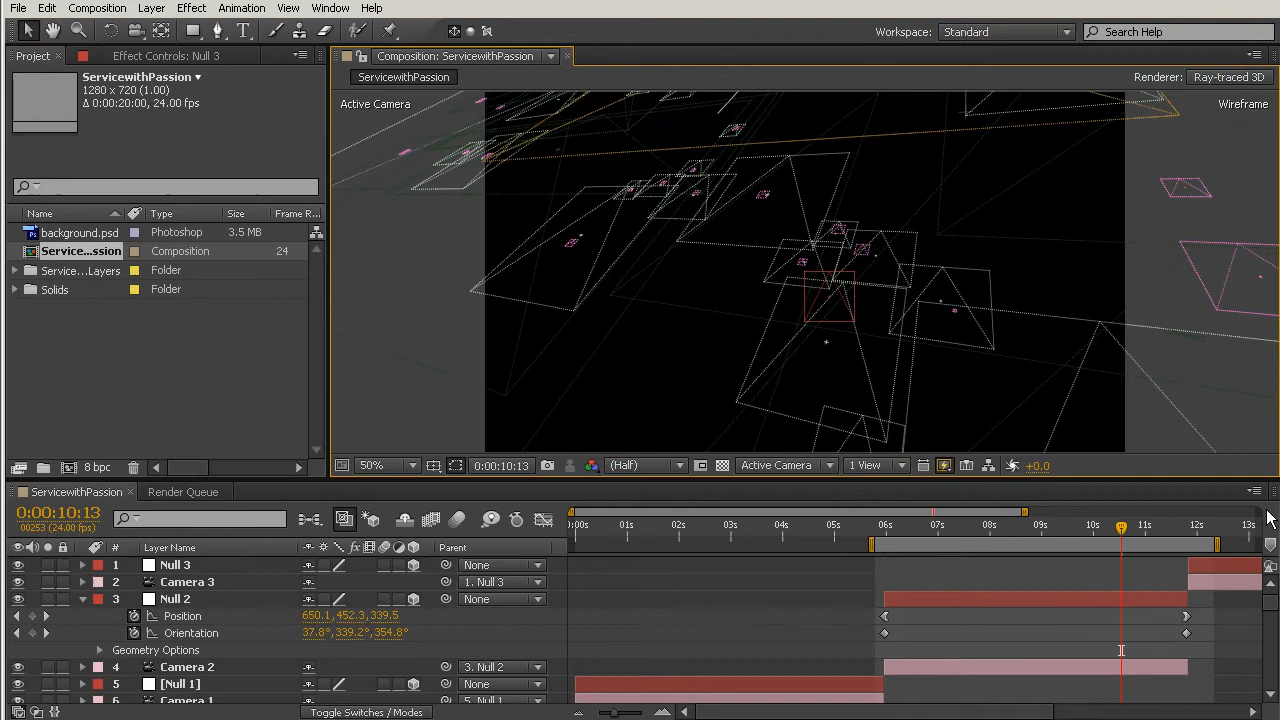 File Edit Composition Layer Effect Animation View Window Help
Workspace: Standard Search Help
Project Effect Controls: Null 3 Composition: ServicewithPassion
ServicewithPassion
1280 x 720 (1.00)
Δ 0:00:20:00, 24.00 fps
ServicewithPassion Renderer: Ray-traced 3D
Active Camera Wireframe
Name Type Size Frame R
background.psd Photoshop 3.5 MB
Service...ssion Composition 24
Service...Layers Folder
Solids Folder
8 bpc 50% 0:00:10:13 (Half) Active Camera 1 View +0.0
ServicewithPassion Render Queue
0:00:10:13
00253 (24.00 fps)
:00s 01s 02s 03s 04s 05s 06s 07s 08s 09s 10s 11s 12s 13s
# Layer Name Parent
1 Null 3 None
2 Camera 3 1. Null 3
3 Null 2 None
Position 650.1,452.3,339.5
Orientation 37.8°,339.2°,354.8°
Geometry Options
4 Camera 2 3. Null 2
5 [Null 1] None
6 Camera 1 5. Null 1
Toggle Switches / Modes